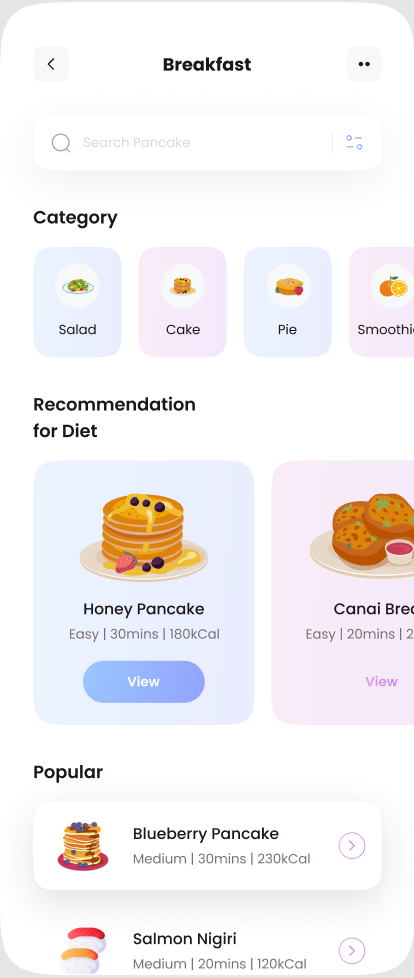 Breakfast
Search Pancake
Category
Salad
Cake
Pie
Smoothi
Recommendation
for Diet
Honey Pancake
Easy | 30mins | 180kCal
View
Canai Brea
Easy | 20mins | 2
View
Popular
Blueberry Pancake
Medium | 30mins | 230kCal
Salmon Nigiri
Medium | 20mins | 120kCal